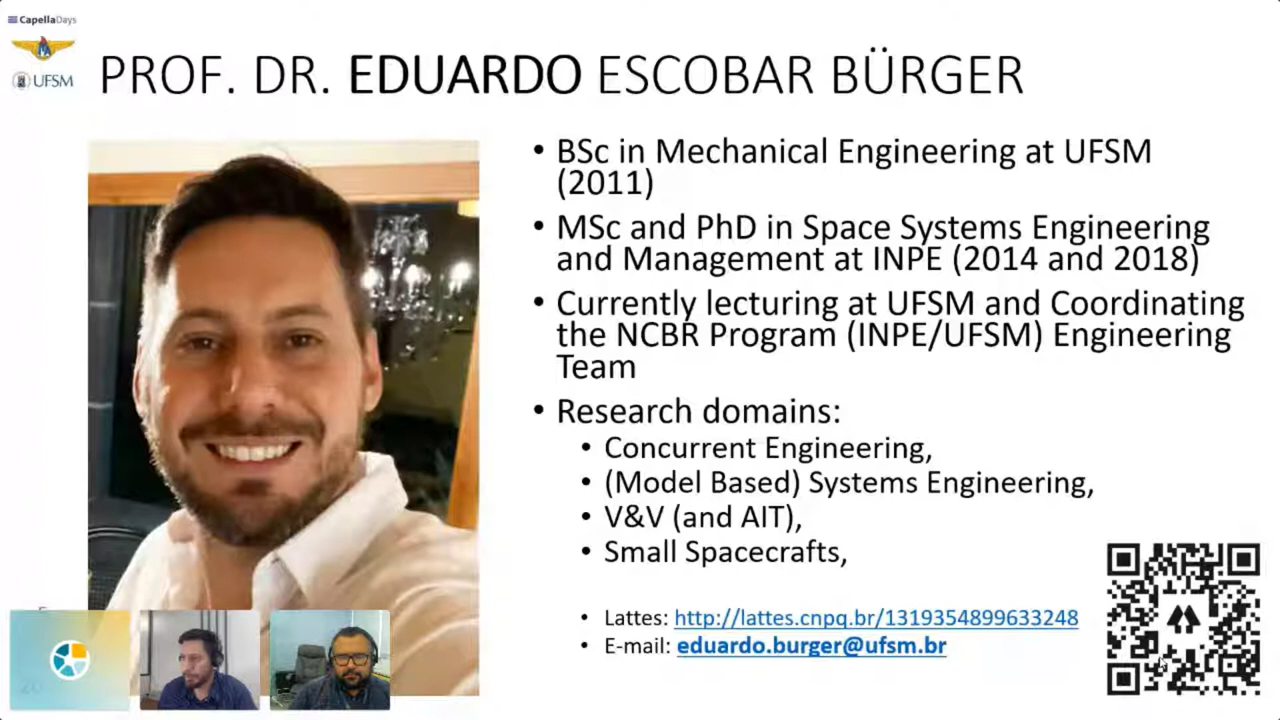 CapellaDays
UFSM
PROF. DR. EDUARDO ESCOBAR BÜRGER
• BSc in Mechanical Engineering at UFSM
(2011)
• MSc and PhD in Space Systems Engineering
and Management at INPE (2014 and 2018)
• Currently lecturing at UFSM and Coordinating
the NCBR Program (INPE/UFSM) Engineering
Team
• Research domains:
• Concurrent Engineering,
• (Model Based) Systems Engineering,
• V&V (and AIT),
• Small Spacecrafts,
• Lattes: http://lattes.cnpq.br/1319354899633248
• E-mail: eduardo.burger@ufsm.br